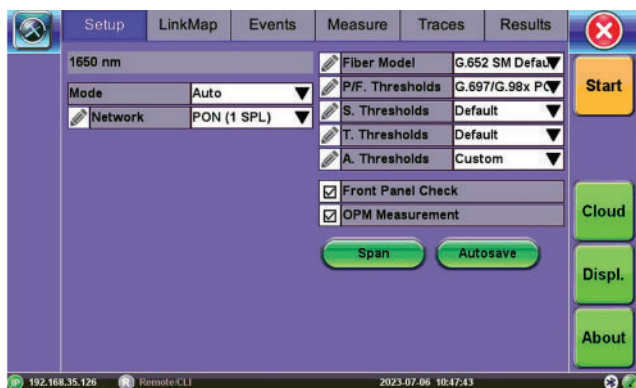 Setup LinkMap Events Measure Traces Results
1650 nm
Mode Auto
Network PON (1 SPL)
Fiber Model G.652 SM Defau
P/F. Thresholds G.697/G.98x PO
S. Thresholds Default
T. Thresholds Default
A. Thresholds Custom
Front Panel Check
OPM Measurement
Span Autosave
Start
Cloud
Displ.
About
IP 192.168.35.126 R Remote/CLI 2023-07-06 10:47:43